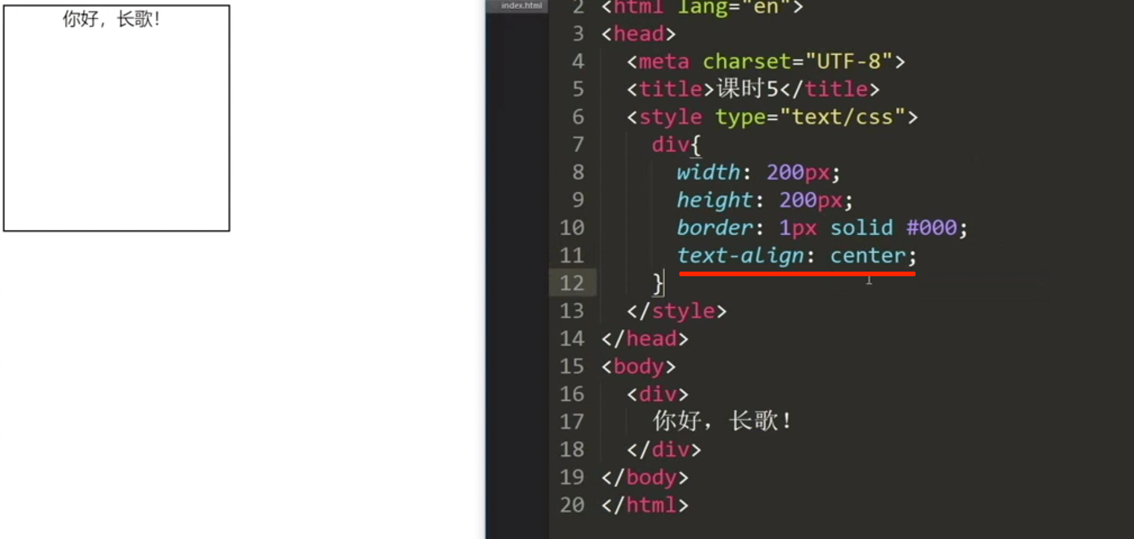 你好，长歌！
index.html
2 <html lang="en">
3 <head>
4 <meta charset="UTF-8">
5 <title>课时5</title>
6 <style type="text/css">
7 div{
8 width: 200px;
9 height: 200px;
10 border: 1px solid #000;
11 text-align: center;
12 }
13 </style>
14 </head>
15 <body>
16 <div>
17 你好，长歌！
18 </div>
19 </body>
20 </html>